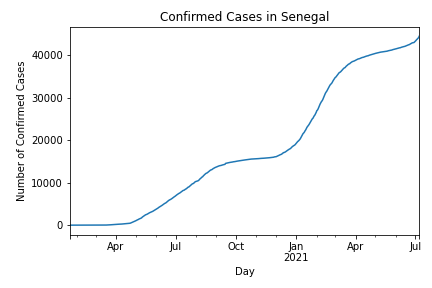 Confirmed Cases in Senegal
Number of Confirmed Cases
40000
30000
20000
10000
0
Apr Jul Oct Jan Apr Jul
2021
Day